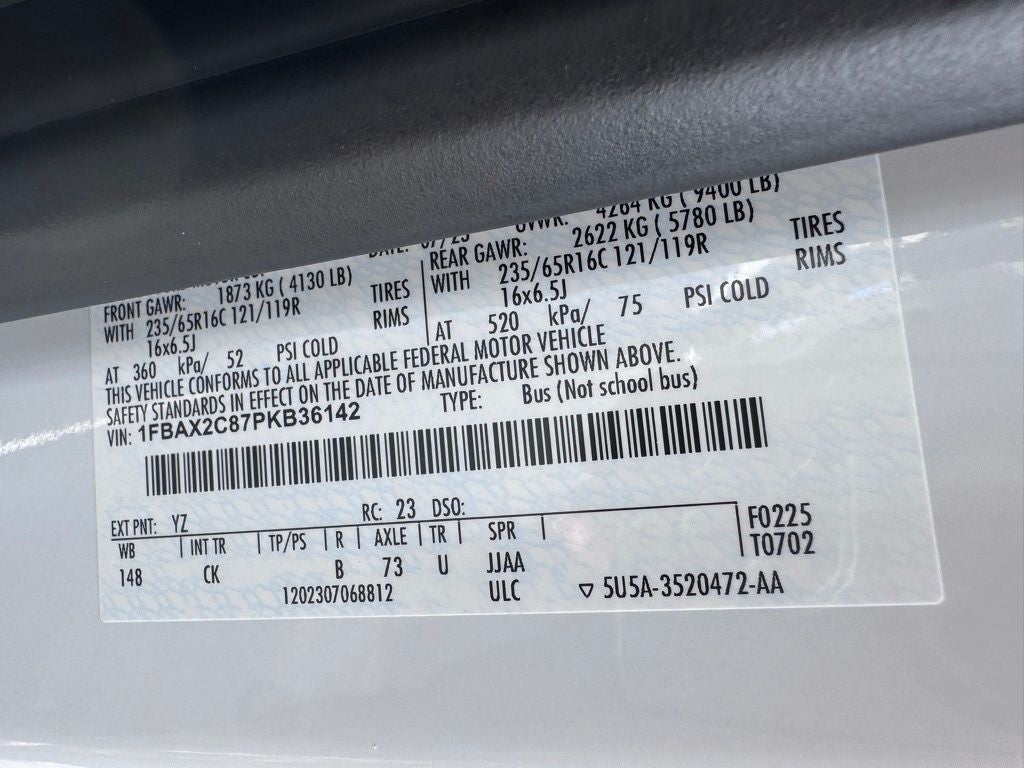 DATE: 07/23 GVWR: 4264 KG ( 9400 LB)
FRONT GAWR: 1873 KG ( 4130 LB)
WITH 235/65R16C 121/119R TIRES
16x6.5J RIMS
AT 360 kPa/ 52 PSI COLD
REAR GAWR: 2622 KG ( 5780 LB)
WITH 235/65R16C 121/119R TIRES
16x6.5J RIMS
AT 520 kPa/ 75 PSI COLD
THIS VEHICLE CONFORMS TO ALL APPLICABLE FEDERAL MOTOR VEHICLE
SAFETY STANDARDS IN EFFECT ON THE DATE OF MANUFACTURE SHOWN ABOVE.
VIN: 1FBAX2C87PKB36142 TYPE: Bus (Not school bus)
EXT PNT: YZ RC: 23 DSO:
WB INT TR TP/PS R AXLE TR SPR F0225
148 CK B 73 U JJAA T0702
1202307068812 ULC ▽ 5U5A-3520472-AA